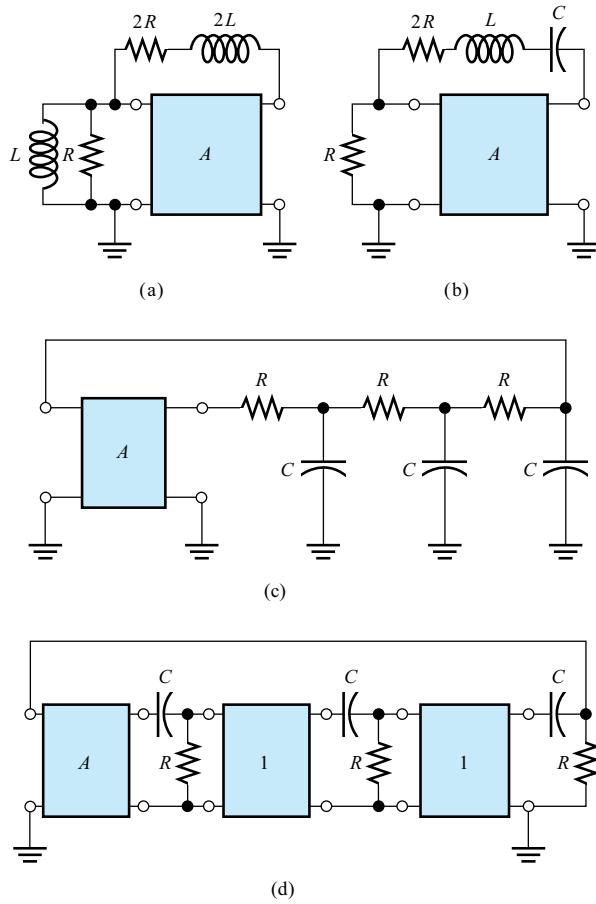 2R 2L
L R A
(a)
2R L C
R A
(b)
R R R
A C C C
(c)
C C C
A R 1 R 1 R
(d)